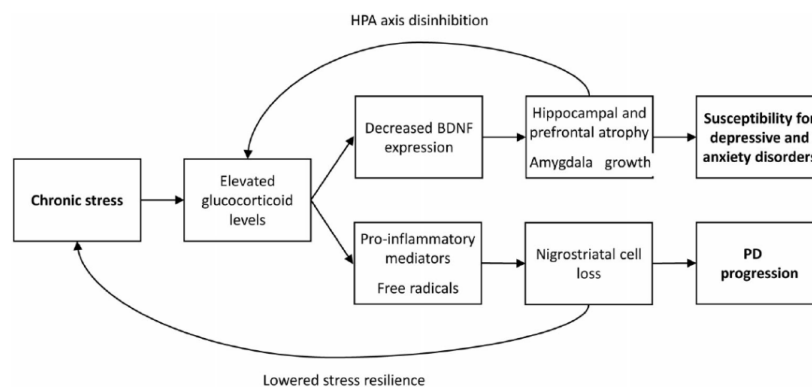 HPA axis disinhibition
Decreased BDNF
expression
Hippocampal and
prefrontal atrophy
Amygdala growth
Susceptibility for
depressive and
anxiety disorders
Chronic stress
Elevated
glucocorticoid
levels
Pro-inflammatory
mediators
Free radicals
Nigrostriatal cell
loss
PD
progression
Lowered stress resilience